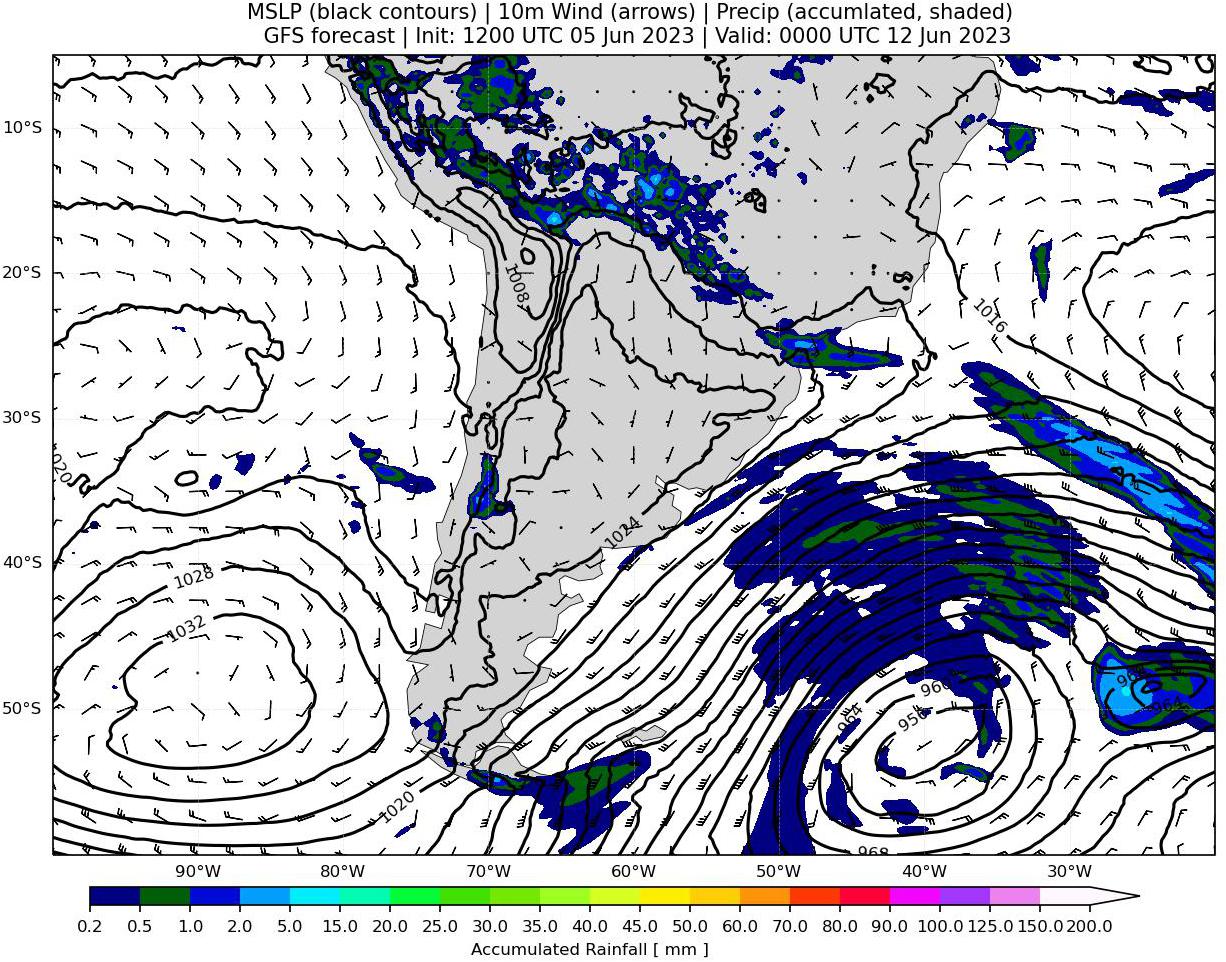 MSLP (black contours) | 10m Wind (arrows) | Precip (accumlated, shaded)
GFS forecast | Init: 1200 UTC 05 Jun 2023 | Valid: 0000 UTC 12 Jun 2023
10°S
20°S
1008
1016
30°S
1020
1024
40°S
1028
1032
50°S
960
964
956
964
1020
968
90°W 80°W 70°W 60°W 50°W 40°W 30°W
0.2 0.5 1.0 2.0 5.0 10.0 15.0 20.0 25.0 30.0 35.0 40.0 45.0 50.0 60.0 70.0 80.0 90.0 100.0 125.0 150.0 200.0
Accumulated Rainfall [ mm ]